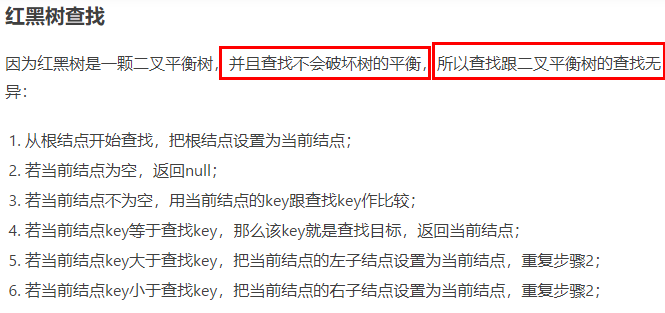 红黑树查找
因为红黑树是一颗二叉平衡树，并且查找不会破坏树的平衡，所以查找跟二叉平衡树的查找无
异：
1. 从根结点开始查找，把根结点设置为当前结点；
2. 若当前结点为空，返回null；
3. 若当前结点不为空，用当前结点的key跟查找key作比较；
4. 若当前结点key等于查找key，那么该key就是查找目标，返回当前结点；
5. 若当前结点key大于查找key，把当前结点的左子结点设置为当前结点，重复步骤2；
6. 若当前结点key小于查找key，把当前结点的右子结点设置为当前结点，重复步骤2；